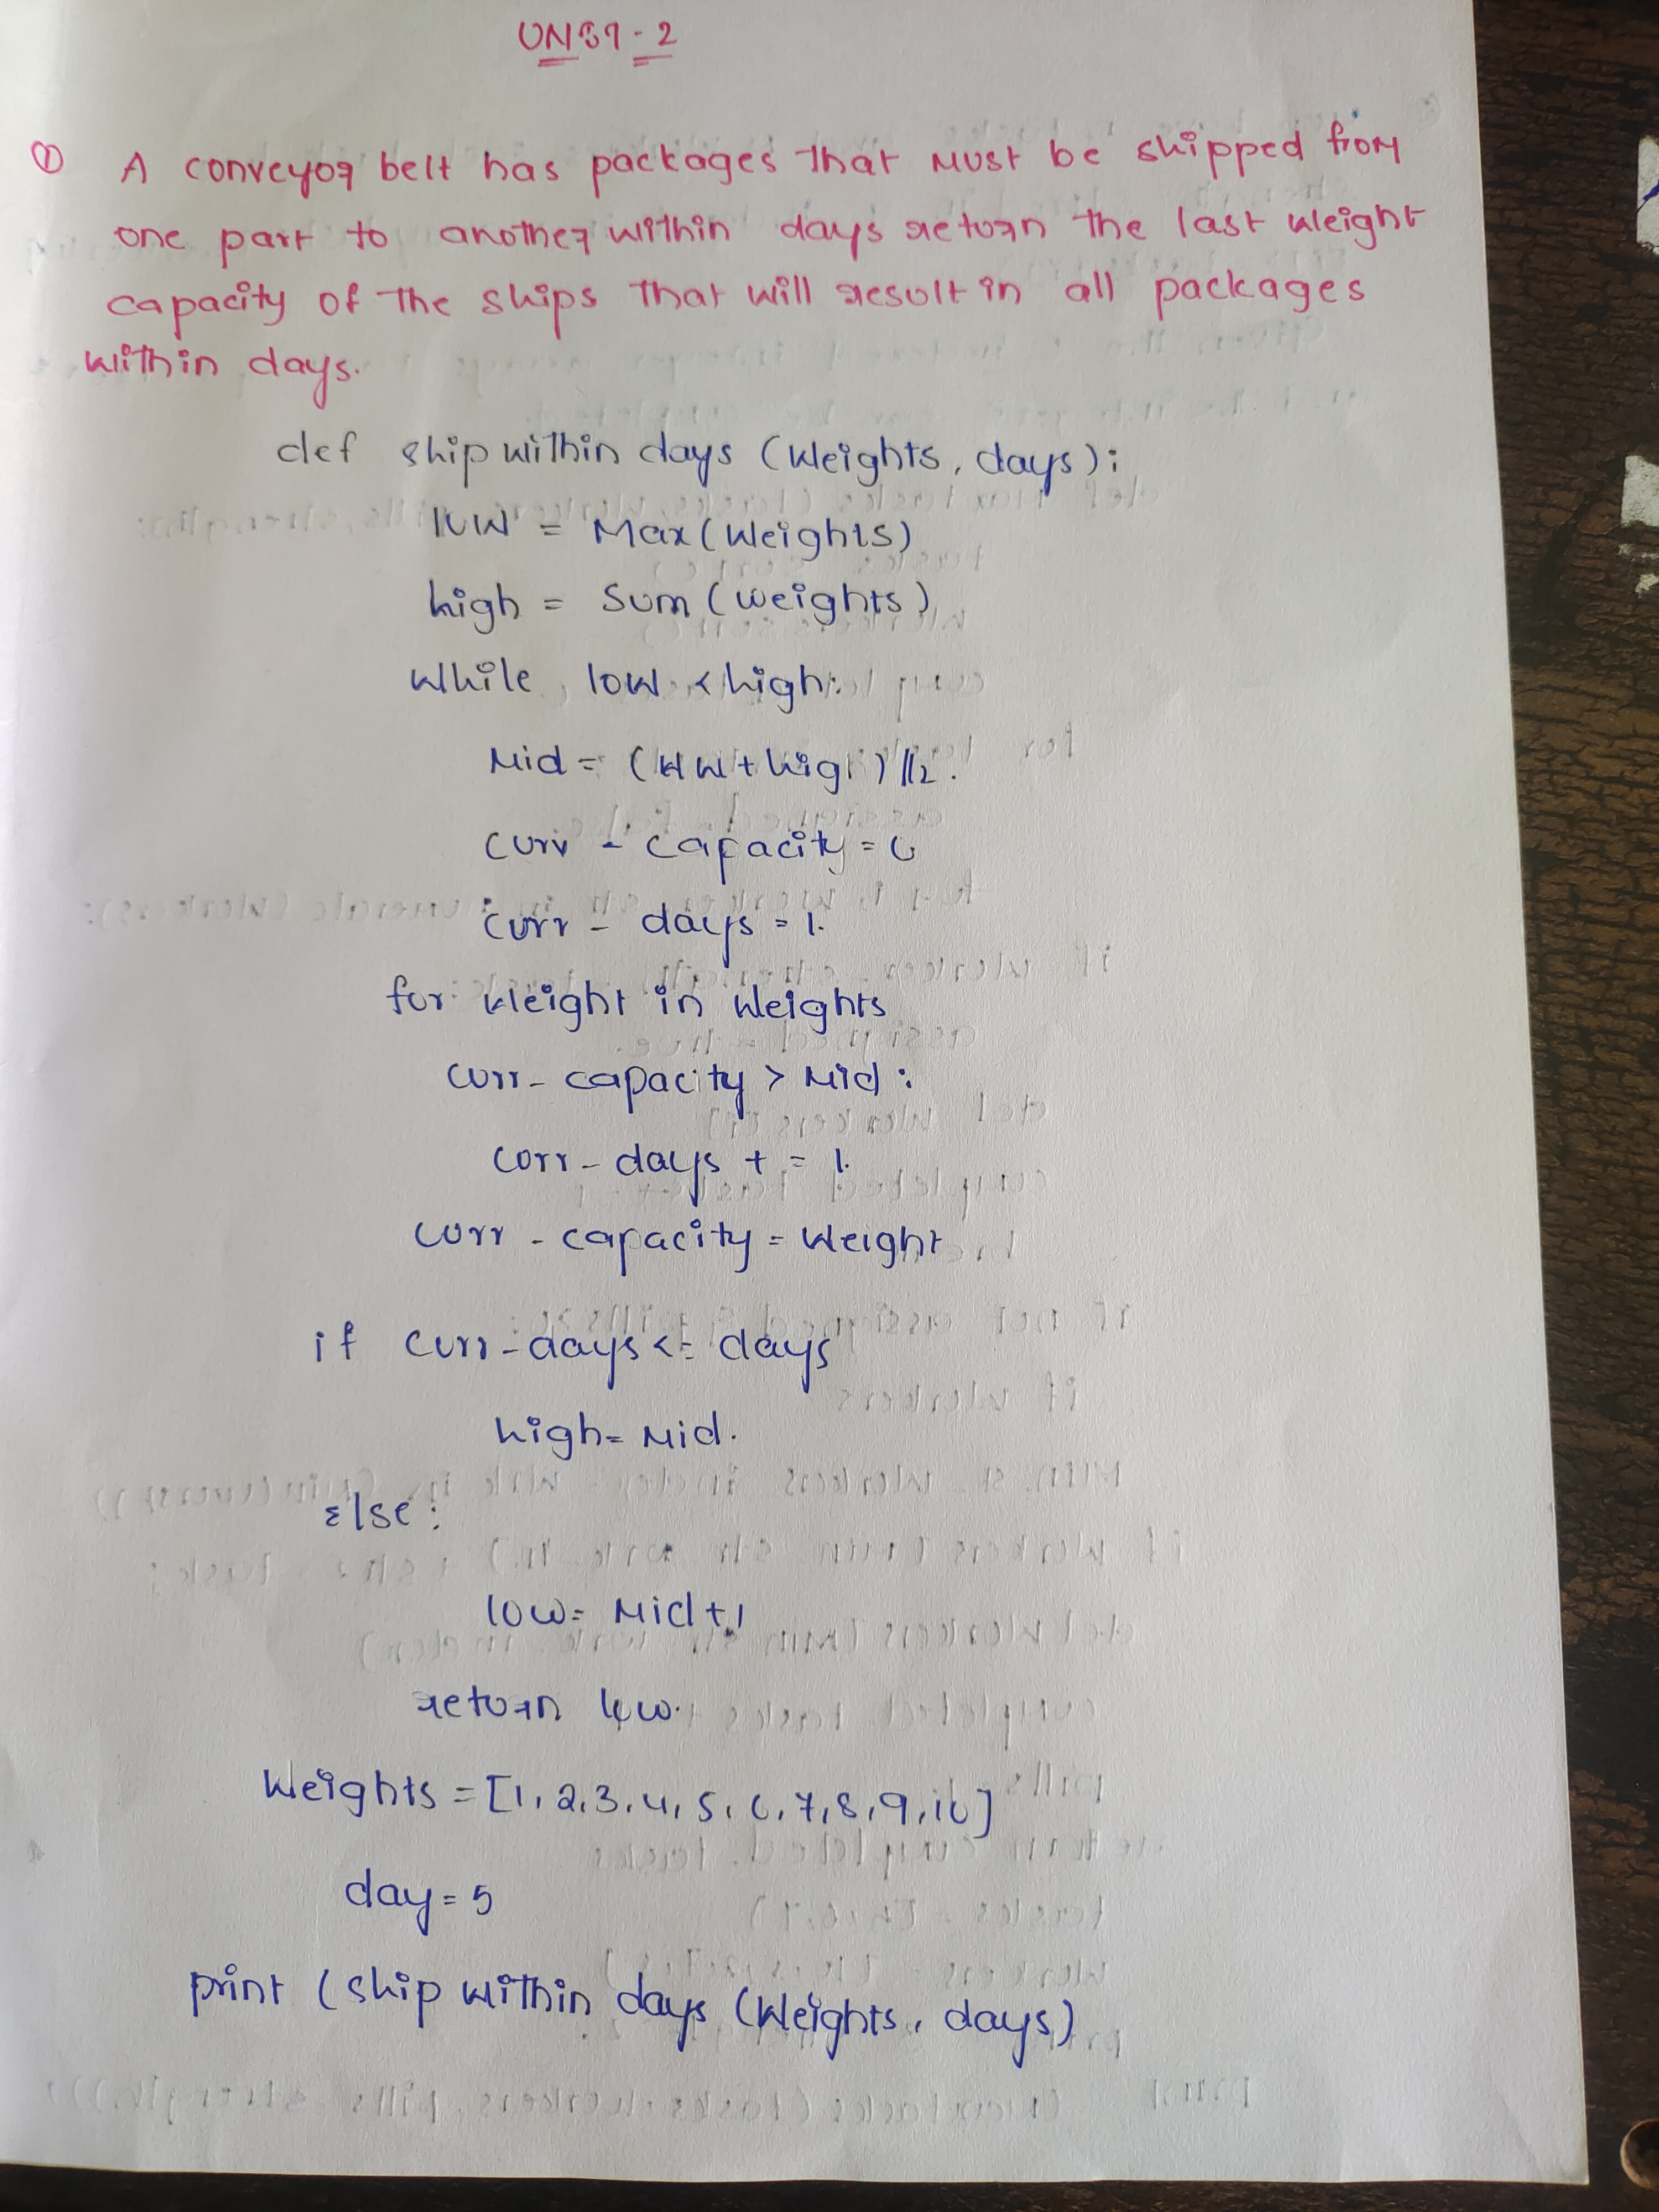 UNIT-2
① A conveyor belt has packages that must be shipped from
one part to another within days return the last weight
capacity of the ships that will result in all packages
within days.
def ship within days (weights, days):
low = Max(weights)
high = Sum(weights)
while low < high:
Mid = (low+high)//2.
curr - capacity = 0
curr - days = 1.
for weight in weights
curr - capacity > Mid :
curr - days + = 1.
curr - capacity = weight
if curr - days <= days
high = Mid.
Else :
low = Mid+1
return low.
Weights = [1, 2, 3, 4, 5, 6, 7, 8, 9, 10]
day = 5
print (ship within days (weights, days)